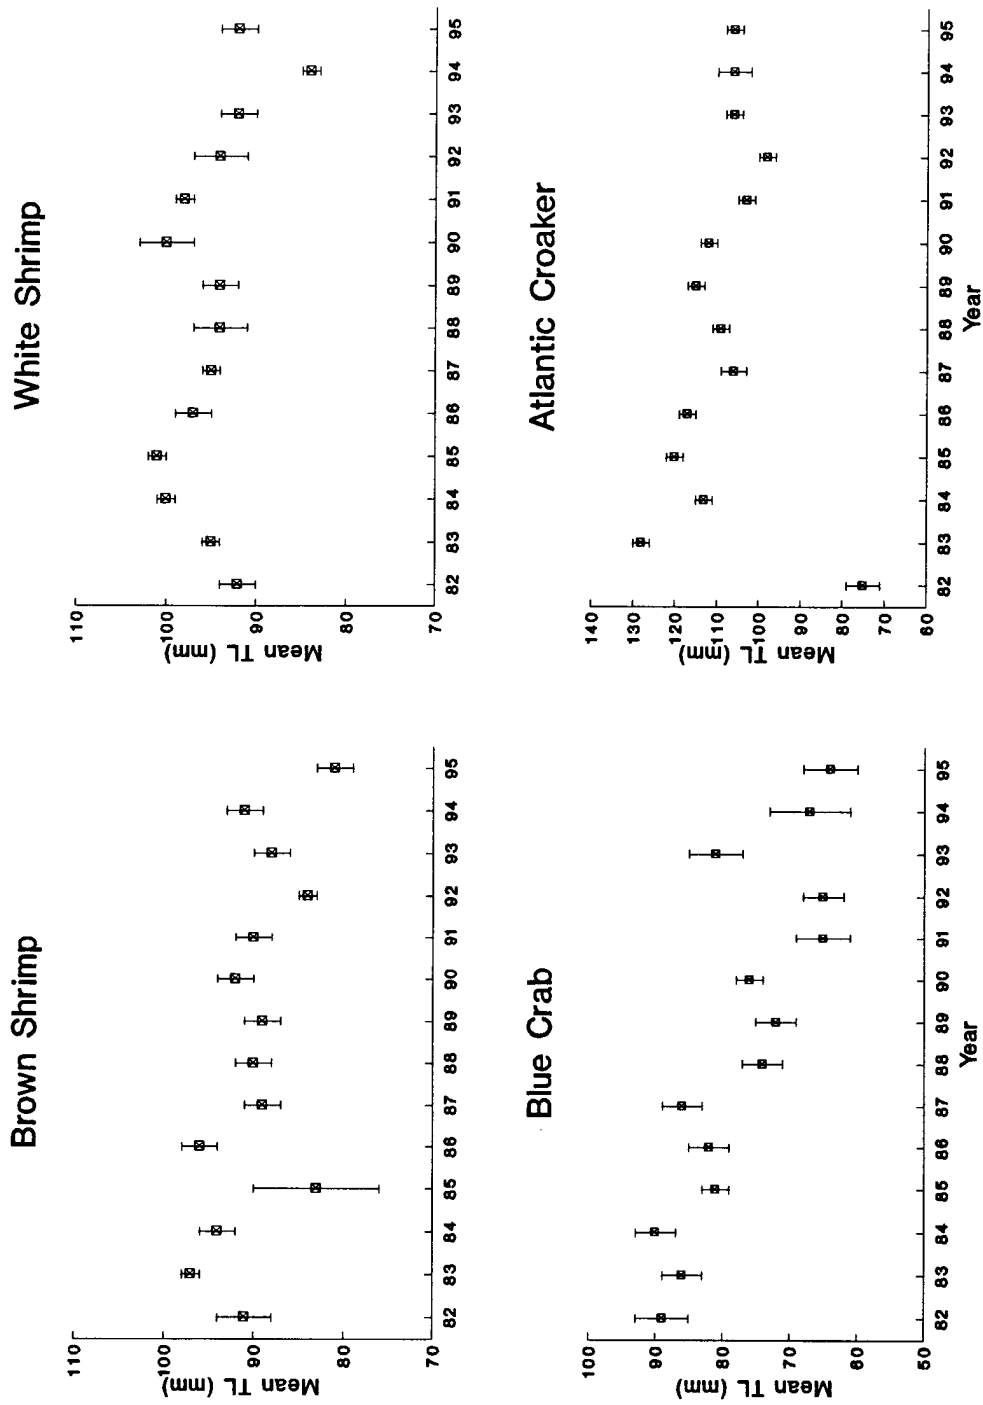 Brown Shrimp
110
100
90
80
70
Mean TL (mm)
82 83 84 85 86 87 88 89 90 91 92 93 94 95
White Shrimp
110
100
90
80
70
Mean TL (mm)
82 83 84 85 86 87 88 89 90 91 92 93 94 95
Blue Crab
100
90
80
70
60
50
Mean TL (mm)
82 83 84 85 86 87 88 89 90 91 92 93 94 95
Year
Atlantic Croaker
140
130
120
110
100
90
80
70
60
Mean TL (mm)
82 83 84 85 86 87 88 89 90 91 92 93 94 95
Year